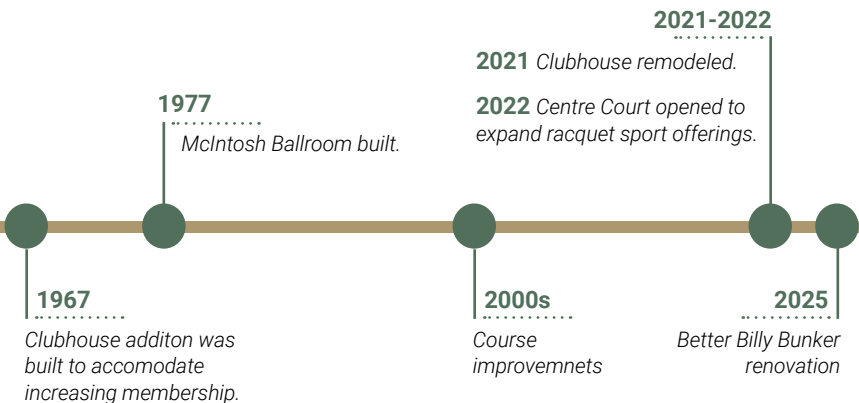 2021-2022
2021 Clubhouse remodeled.
2022 Centre Court opened to
expand racquet sport offerings.
1977
McIntosh Ballroom built.
1967
Clubhouse additon was
built to accomodate
increasing membership.
2000s
Course
improvemnets
2025
Better Billy Bunker
renovation